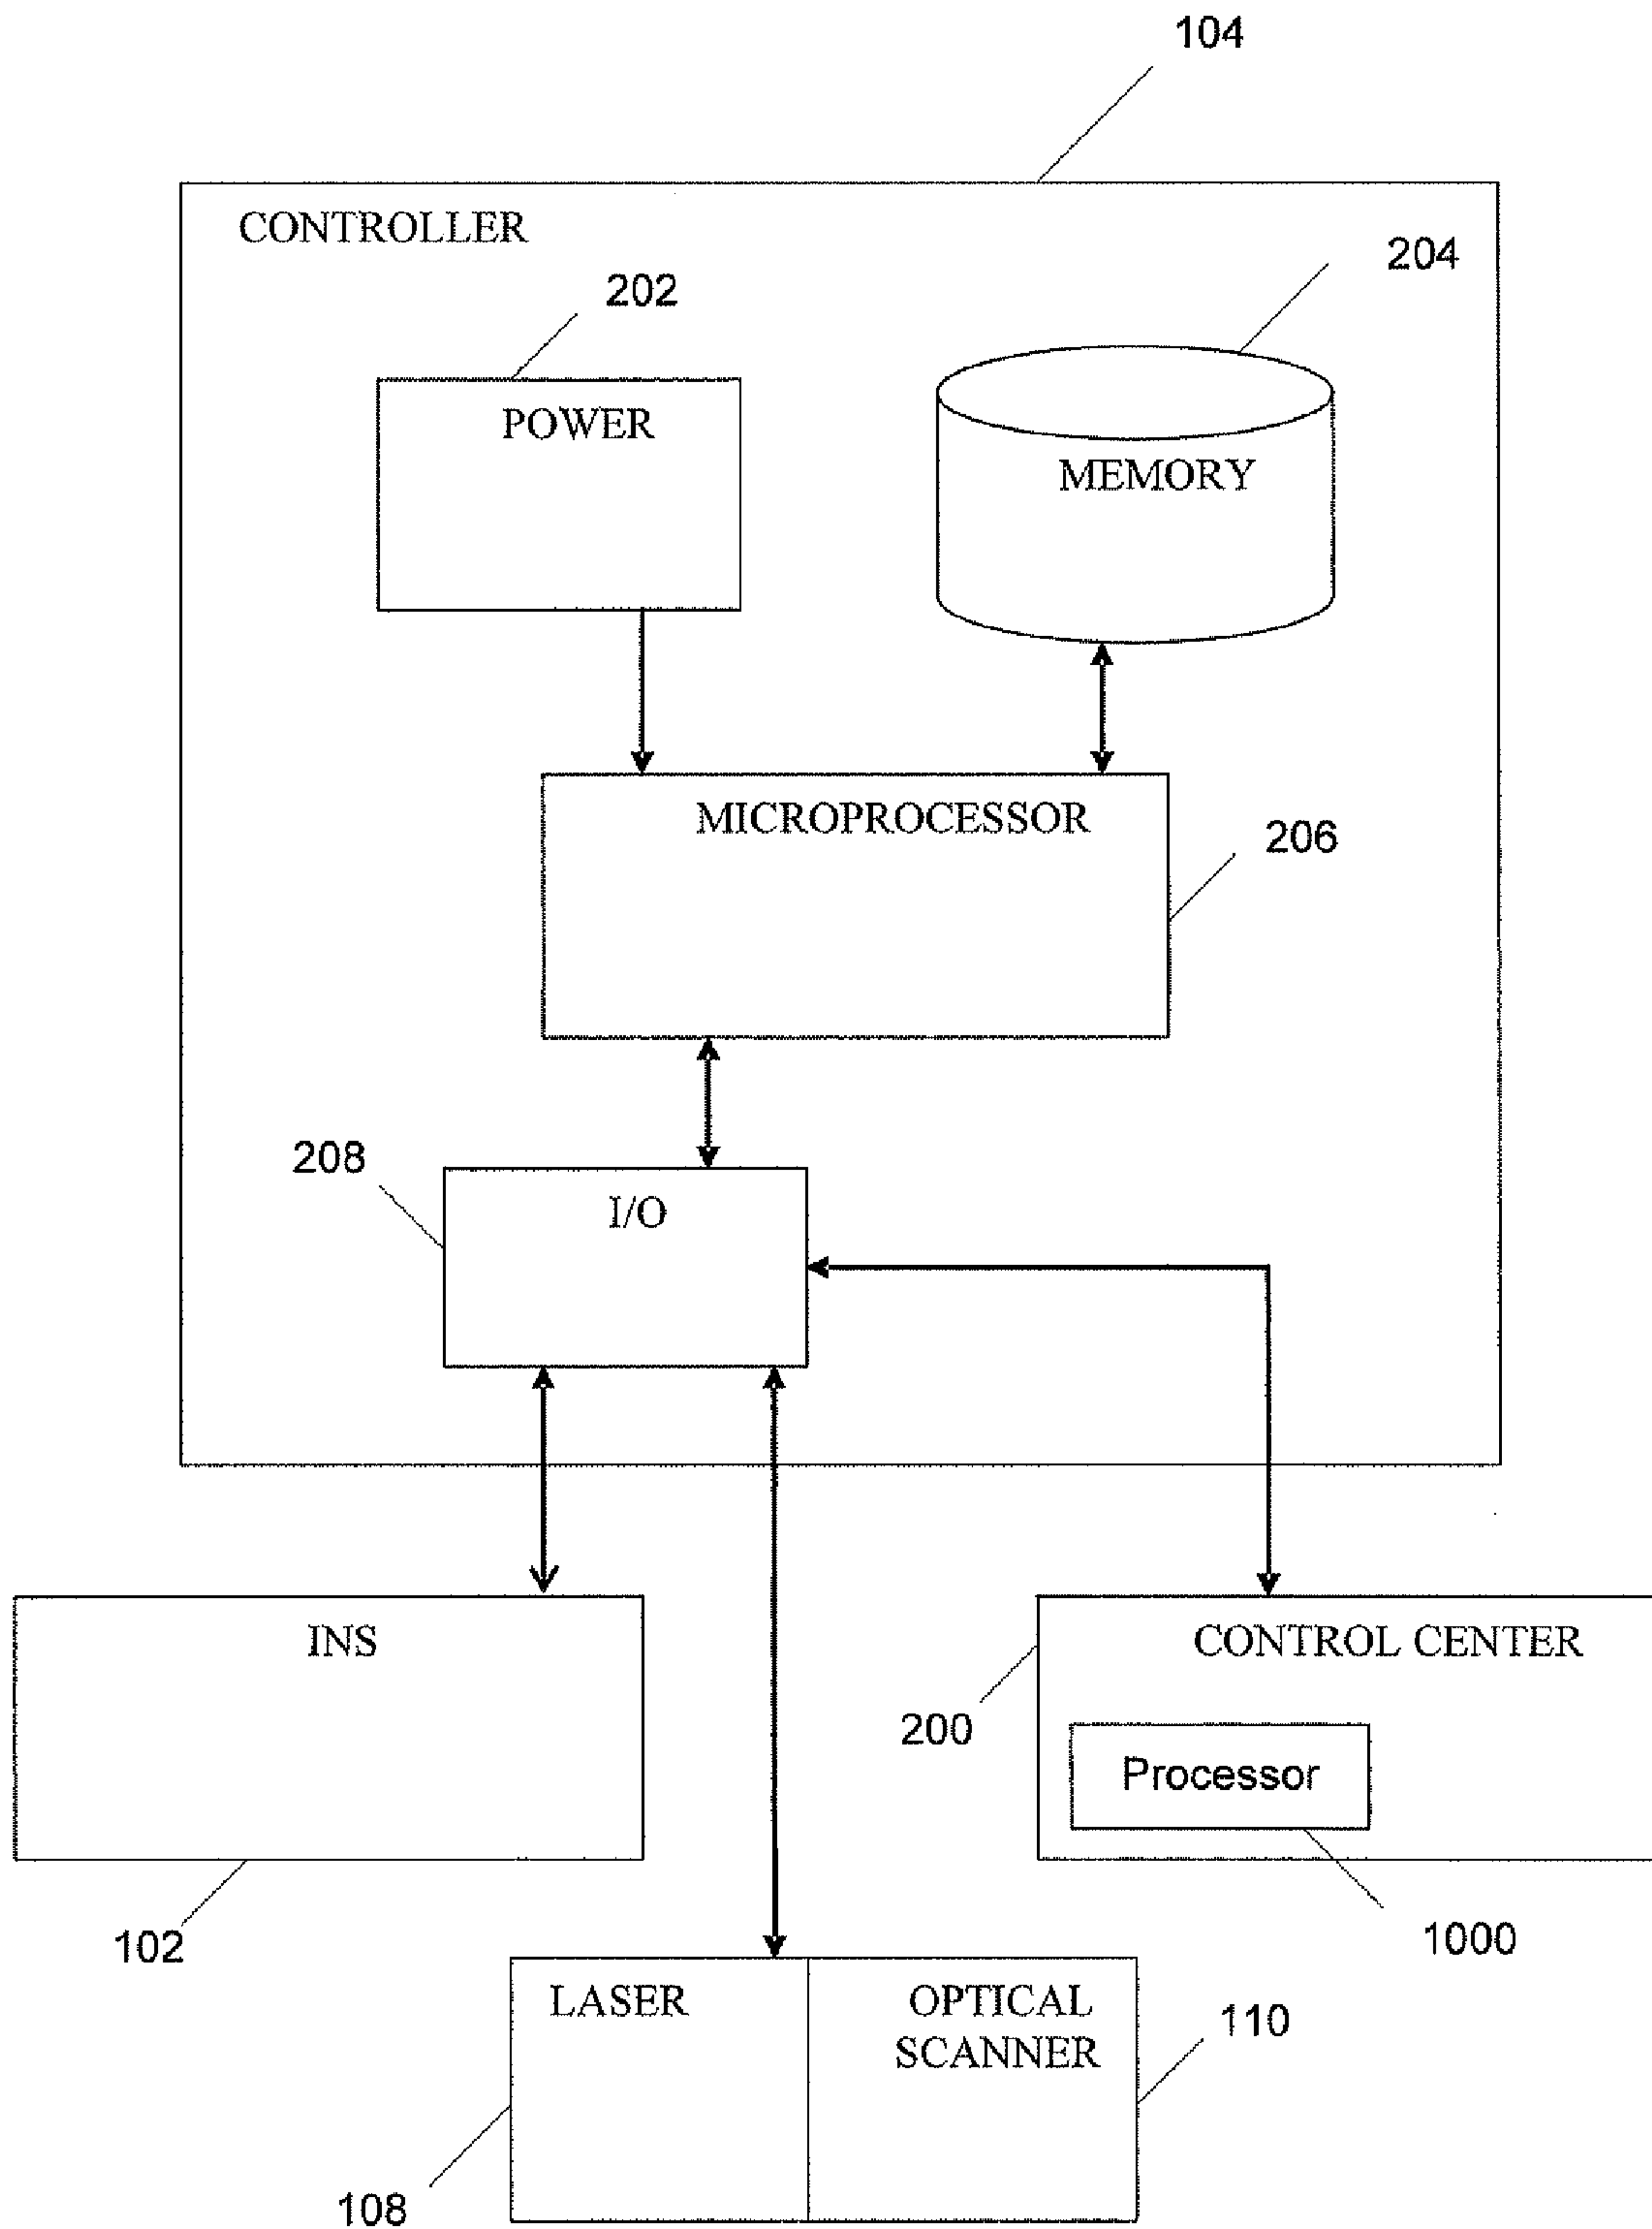 104
CONTROLLER
204
202
POWER
MEMORY
MICROPROCESSOR
206
208
I/O
INS
CONTROL CENTER
200
Processor
102
1000
LASER
OPTICAL
SCANNER
110
108